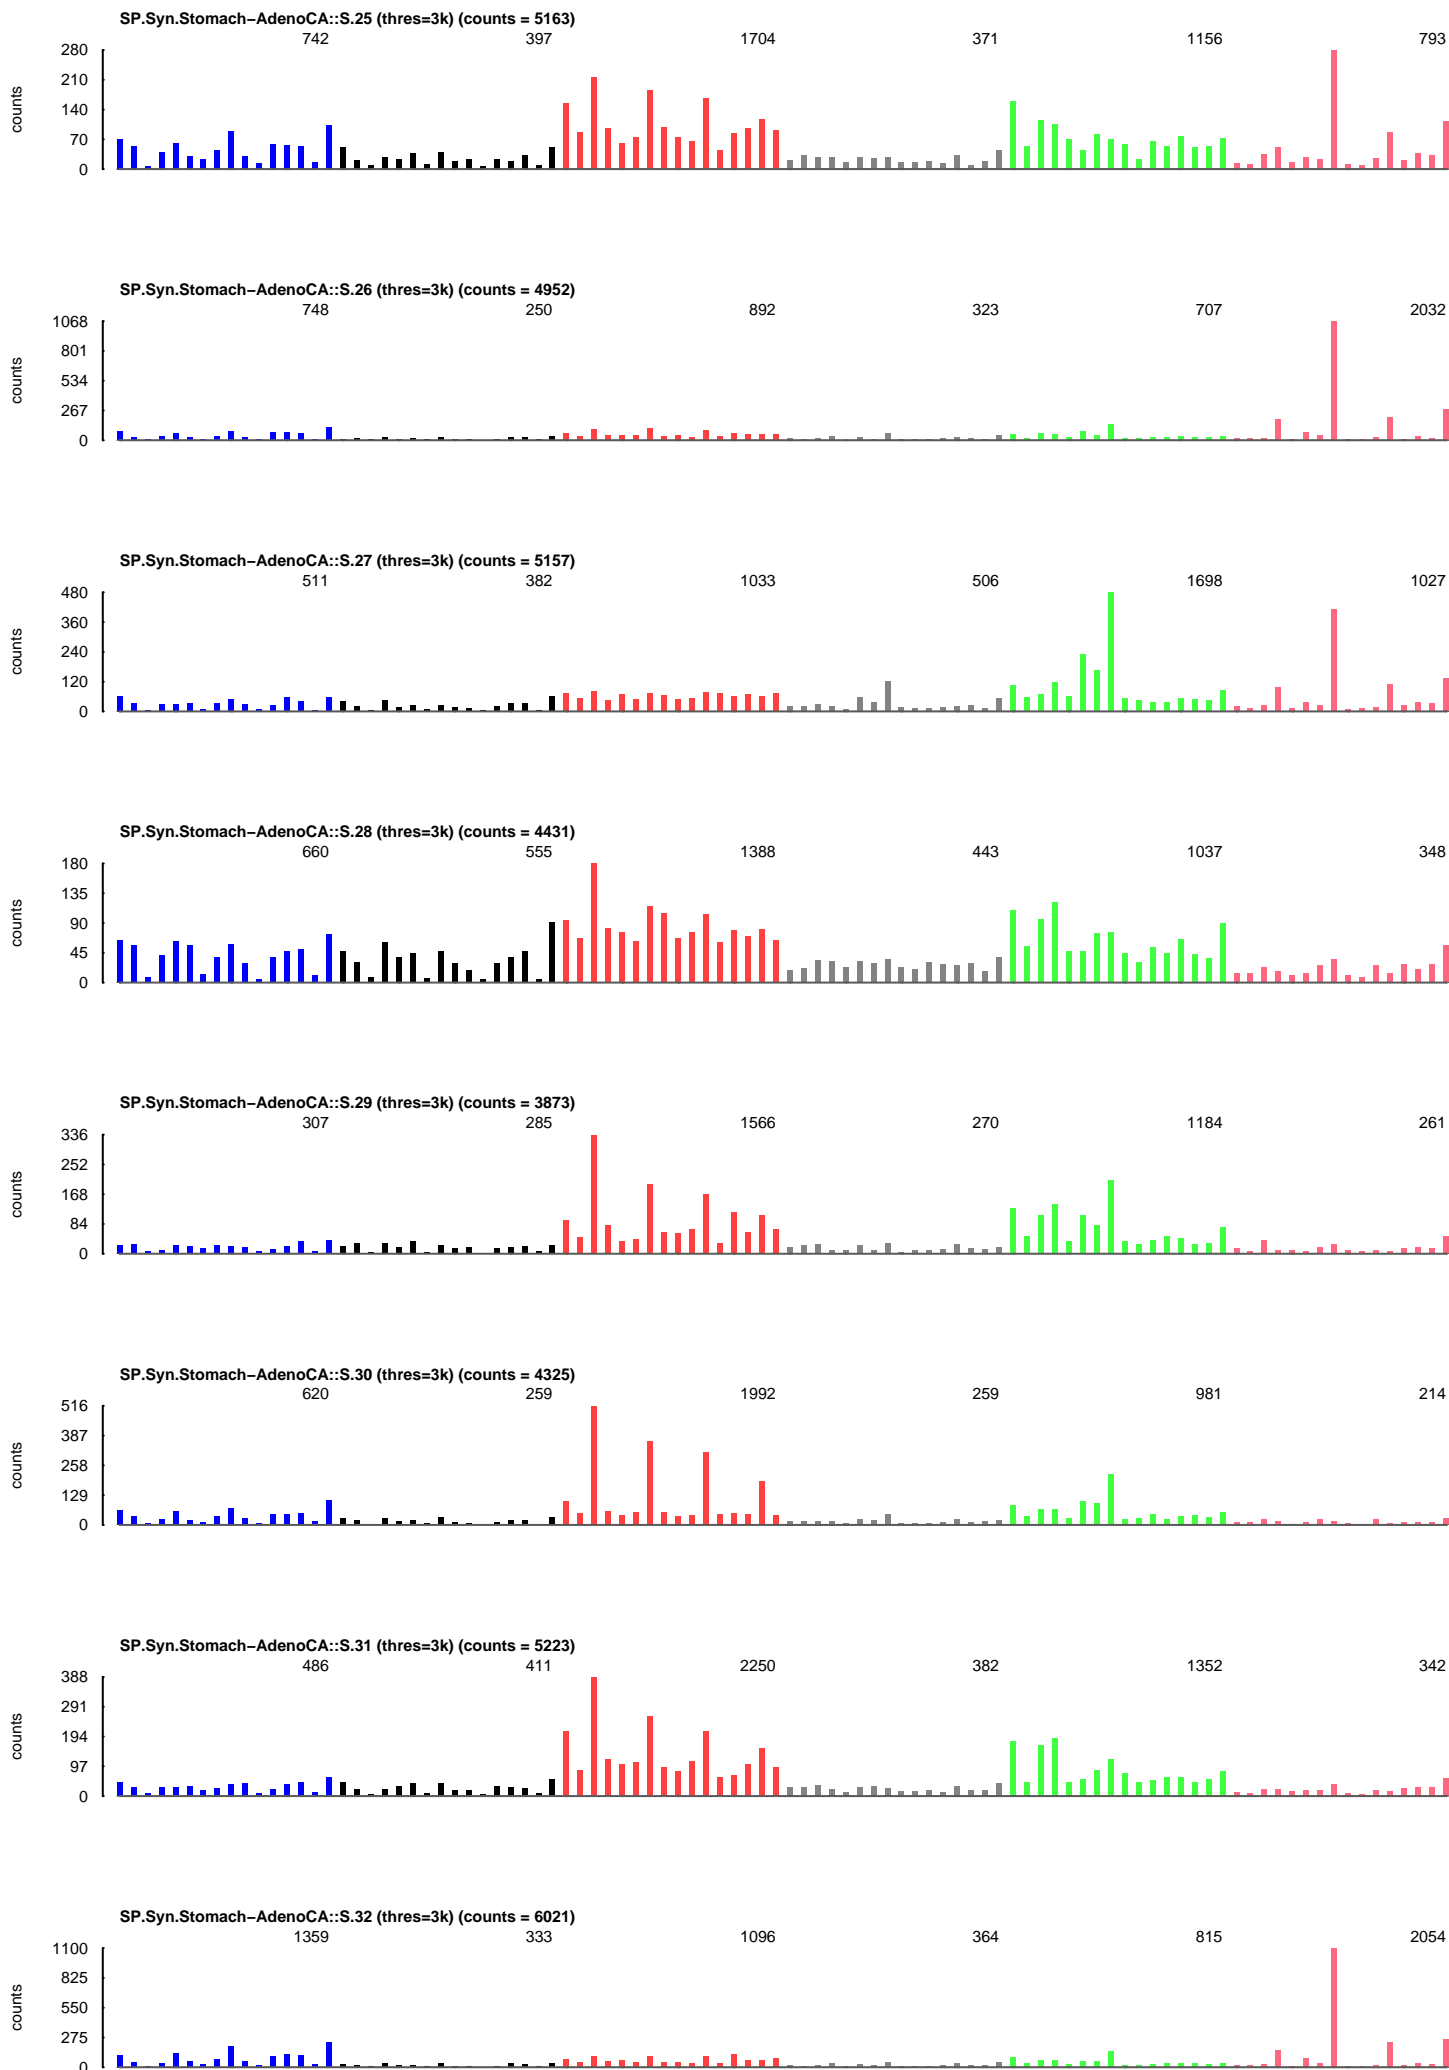 SP.Syn.Stomach−AdenoCA::S.25 (thres=3k) (counts = 5163)
742 397 1704 371 1156 793
280
210
140
70
0
counts
SP.Syn.Stomach−AdenoCA::S.26 (thres=3k) (counts = 4952)
748 250 892 323 707 2032
1068
801
534
267
0
counts
SP.Syn.Stomach−AdenoCA::S.27 (thres=3k) (counts = 5157)
511 382 1033 506 1698 1027
480
360
240
120
0
counts
SP.Syn.Stomach−AdenoCA::S.28 (thres=3k) (counts = 4431)
660 555 1388 443 1037 348
180
135
90
45
0
counts
SP.Syn.Stomach−AdenoCA::S.29 (thres=3k) (counts = 3873)
307 285 1566 270 1184 261
336
252
168
84
0
counts
SP.Syn.Stomach−AdenoCA::S.30 (thres=3k) (counts = 4325)
620 259 1992 259 981 214
516
387
258
129
0
counts
SP.Syn.Stomach−AdenoCA::S.31 (thres=3k) (counts = 5223)
486 411 2250 382 1352 342
388
291
194
97
0
counts
SP.Syn.Stomach−AdenoCA::S.32 (thres=3k) (counts = 6021)
1359 333 1096 364 815 2054
1100
825
550
275
0
counts